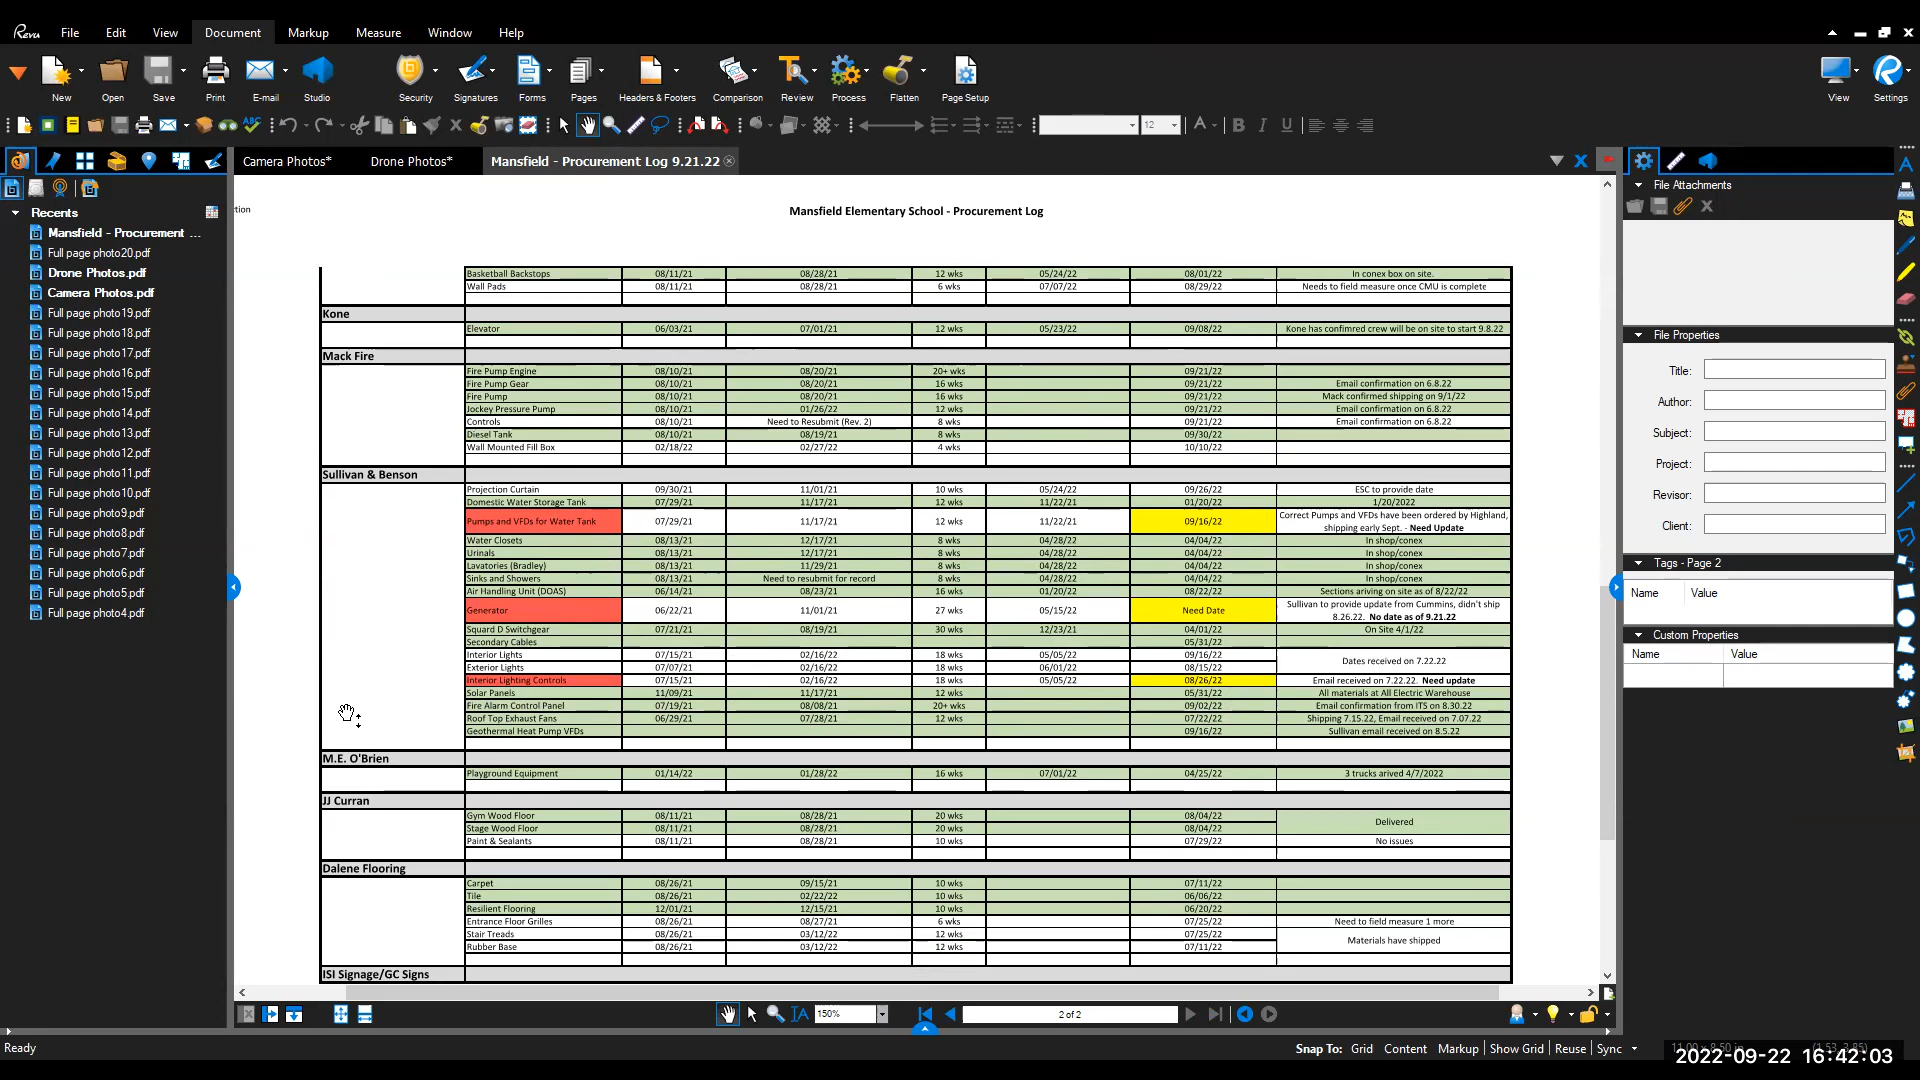 Revu File Edit View Document Markup Measure Window Help
New Open Save Print E-mail Studio Security Signatures Forms Pages Headers & Footers Comparison Review Process Flatten Page Setup View Settings
12 A B I U
Camera Photos* Drone Photos* Mansfield - Procurement Log 9.21.22
Recents
Mansfield - Procurement ...
Full page photo20.pdf
Drone Photos.pdf
Camera Photos.pdf
Full page photo19.pdf
Full page photo18.pdf
Full page photo17.pdf
Full page photo16.pdf
Full page photo15.pdf
Full page photo14.pdf
Full page photo13.pdf
Full page photo12.pdf
Full page photo11.pdf
Full page photo10.pdf
Full page photo9.pdf
Full page photo8.pdf
Full page photo7.pdf
Full page photo6.pdf
Full page photo5.pdf
Full page photo4.pdf
tion
Mansfield Elementary School - Procurement Log
Basketball Backstops 08/11/21 08/28/21 12 wks 05/24/22 08/01/22 In conex box on site.
Wall Pads 08/11/21 08/28/21 6 wks 07/07/22 08/29/22 Needs to field measure once CMU is complete
Kone
Elevator 06/03/21 07/01/21 12 wks 05/23/22 09/08/22 Kone has confimred crew will be on site to start 9.8.22
Mack Fire
Fire Pump Engine 08/10/21 08/20/21 20+ wks 09/21/22
Fire Pump Gear 08/10/21 08/20/21 16 wks 09/21/22 Email confirmation on 6.8.22
Fire Pump 08/10/21 08/20/21 16 wks 09/21/22 Mack confirmed shipping on 9/1/22
Jockey Pressure Pump 08/10/21 01/26/22 12 wks 09/21/22 Email confirmation on 6.8.22
Controls 08/10/21 Need to Resubmit (Rev. 2) 8 wks 09/21/22 Email confirmation on 6.8.22
Diesel Tank 08/10/21 08/19/21 8 wks 09/30/22
Wall Mounted Fill Box 02/18/22 02/27/22 4 wks 10/10/22
Sullivan & Benson
Projection Curtain 09/30/21 11/01/21 10 wks 05/24/22 09/26/22 ESC to provide date
Domestic Water Storage Tank 07/29/21 11/17/21 12 wks 11/22/21 01/20/22 1/20/2022
Pumps and VFDs for Water Tank 07/29/21 11/17/21 12 wks 11/22/21 09/16/22 Correct Pumps and VFDs have been ordered by Highland, shipping early Sept. - Need Update
Water Closets 08/13/21 12/17/21 8 wks 04/28/22 04/04/22 In shop/conex
Urinals 08/13/21 12/17/21 8 wks 04/28/22 04/04/22 In shop/conex
Lavatories (Bradley) 08/13/21 11/29/21 8 wks 04/28/22 04/04/22 In shop/conex
Sinks and Showers 08/13/21 Need to resubmit for record 8 wks 04/28/22 04/04/22 In shop/conex
Air Handling Unit (DOAS) 06/14/21 08/23/21 16 wks 01/20/22 08/22/22 Sections arriving on site as of 8/22/22
Generator 06/22/21 11/01/21 27 wks 05/15/22 Need Date Sullivan to provide update from Cummins, didn't ship 8.26.22. No date as of 9.21.22
Squard D Switchgear 07/21/21 08/19/21 30 wks 12/23/21 04/01/22 On Site 4/1/22
Secondary Cables 05/31/22
Interior Lights 07/15/21 02/16/22 18 wks 05/05/22 09/16/22
Exterior Lights 07/07/21 02/16/22 18 wks 06/01/22 08/15/22 Dates received on 7.22.22
Interior Lighting Controls 07/15/21 02/16/22 18 wks 05/05/22 08/26/22 Email received on 7.22.22. Need update
Solar Panels 11/09/21 11/17/21 12 wks 05/31/22 All materials at All Electric Warehouse
Fire Alarm Control Panel 07/19/21 08/08/21 20+ wks 09/02/22 Email confirmation from ITS on 8.30.22
Roof Top Exhaust Fans 06/29/21 07/28/21 12 wks 07/22/22 Shipping 7.15.22, Email received on 7.07.22
Geothermal Heat Pump VFDs 09/16/22 Sullivan email received on 8.5.22
M.E. O'Brien
Playground Equipment 01/14/22 01/28/22 16 wks 07/01/22 04/25/22 3 trucks arived 4/7/2022
JJ Curran
Gym Wood Floor 08/11/21 08/28/21 20 wks 08/04/22
Stage Wood Floor 08/11/21 08/28/21 20 wks 08/04/22 Delivered
Paint & Sealants 08/11/21 08/28/21 10 wks 07/29/22 No issues
Dalene Flooring
Carpet 08/26/21 09/15/21 10 wks 07/11/22
Tile 08/26/21 02/22/22 10 wks 06/06/22
Resilient Flooring 12/01/21 12/15/21 10 wks 06/20/22
Entrance Floor Grilles 08/26/21 08/27/21 6 wks 07/25/22 Need to field measure 1 more
Stair Treads 08/26/21 03/12/22 12 wks 07/25/22 Materials have shipped
Rubber Base 08/26/21 03/12/22 12 wks 07/11/22
ISI Signage/GC Signs
File Attachments
File Properties
Title:
Author:
Subject:
Project:
Revisor:
Client:
Tags - Page 2
Name Value
Custom Properties
Name Value
150% 2 of 2
Ready
Snap To: Grid Content Markup Show Grid Reuse Sync
2022-09-22 16:42:03